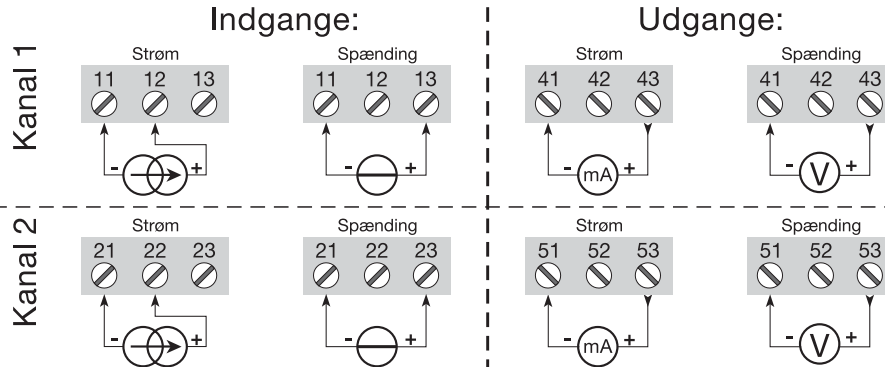 Indgange: Udgange:
Kanal 1
Strøm Spænding Strøm Spænding
11 12 13 11 12 13 41 42 43 41 42 43
- + - + - mA + - V +
Kanal 2
Strøm Spænding Strøm Spænding
21 22 23 21 22 23 51 52 53 51 52 53
- + - + - mA + - V +